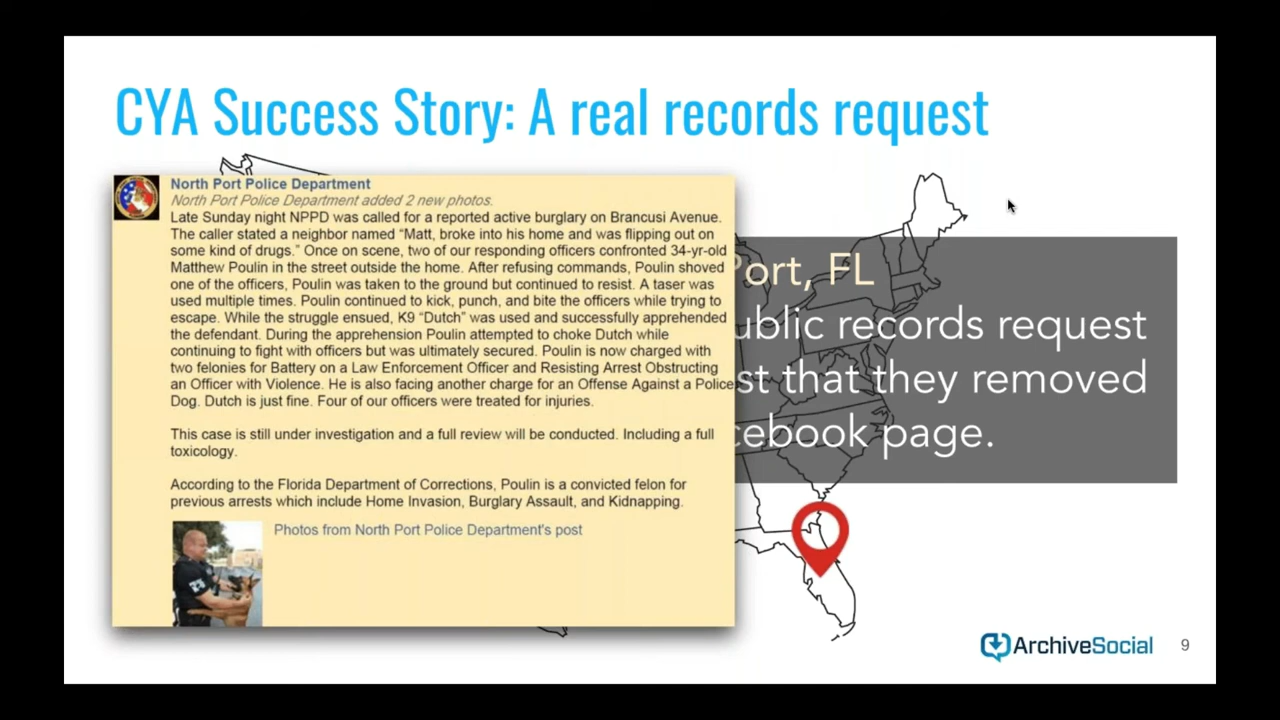 CYA Success Story: A real records request
North Port Police Department
North Port Police Department added 2 new photos.
Late Sunday night NPPD was called for a reported active burglary on Brancusi Avenue.
The caller stated a neighbor named “Matt, broke into his home and was flipping out on
some kind of drugs.” Once on scene, two of our responding officers confronted 34-yr-old
Matthew Poulin in the street outside the home. After refusing commands, Poulin shoved
one of the officers, Poulin was taken to the ground but continued to resist. A taser was
used multiple times. Poulin continued to kick, punch, and bite the officers while trying to
escape. While the struggle ensued, K9 “Dutch” was used and successfully apprehended
the defendant. During the apprehension Poulin attempted to choke Dutch while
continuing to fight with officers but was ultimately secured. Poulin is now charged with
two felonies for Battery on a Law Enforcement Officer and Resisting Arrest Obstructing
an Officer with Violence. He is also facing another charge for an Offense Against a Police
Dog. Dutch is just fine. Four of our officers were treated for injuries.
This case is still under investigation and a full review will be conducted. Including a full
toxicology.
According to the Florida Department of Corrections, Poulin is a convicted felon for
previous arrests which include Home Invasion, Burglary Assault, and Kidnapping.
Photos from North Port Police Department's post
Port, FL
ublic records request
st that they removed
cebook page.
ArchiveSocial
9